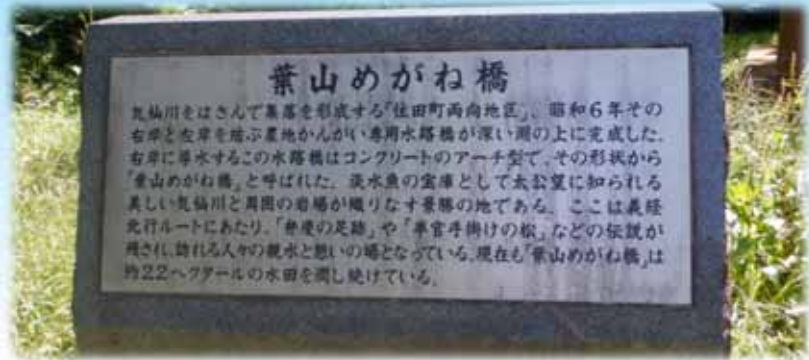 葉山めがね橋
気仙川をはさんで集落を形成する「住田町両向地区」、昭和6年その
右岸と左岸を結ぶ農地かんがい専用水路橋が深い淵の上に完成した。
右岸に導水するこの水路橋はコンクリートのアーチ型で、その形状から
「葉山めがね橋」と呼ばれた。淡水魚の宝庫として太公望に知られる
美しい気仙川と周囲の岩場が織りなす景勝の地である。ここは義経
北行ルートにあたり、「弁慶の足跡」や「判官手掛けの松」などの伝説が
残され、訪れる人々の親水と憩いの場となっている。現在も「葉山めがね橋」は
約22ヘクタールの水田を潤し続けている。